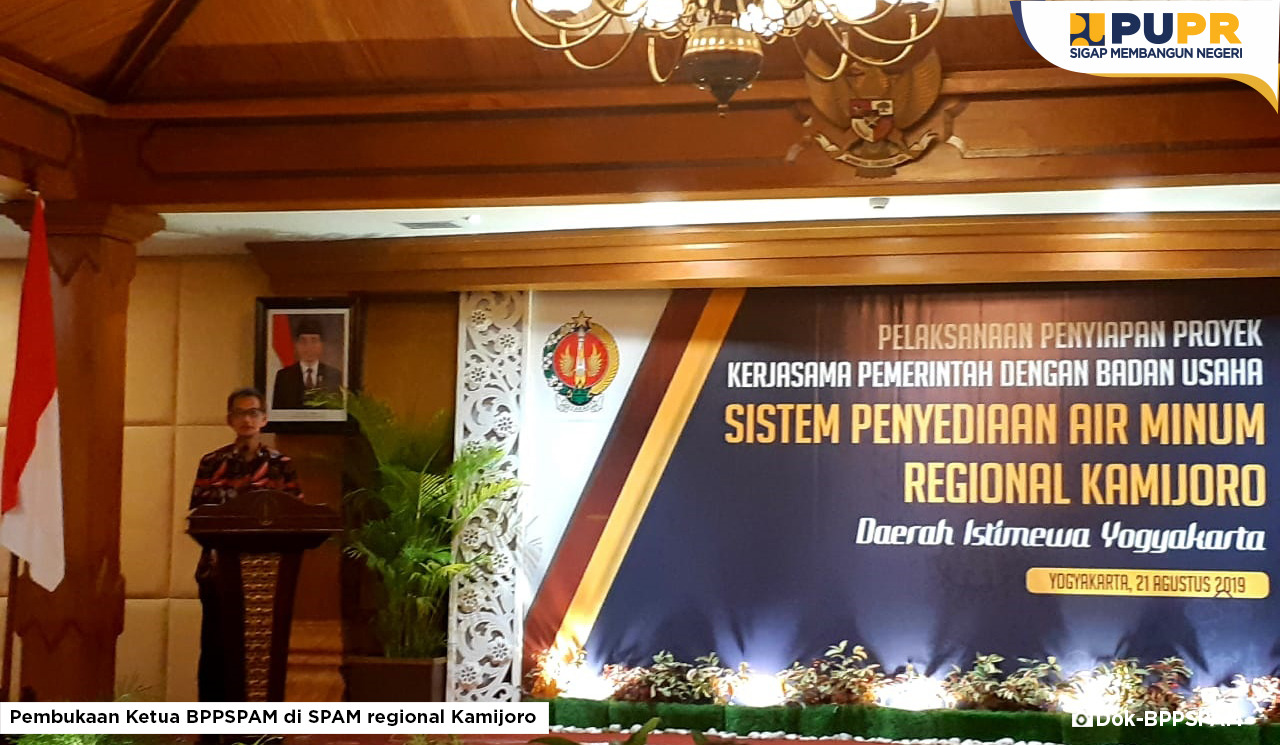 PUPR
SIGAP MEMBANGUN NEGERI
PELAKSANAAN PENYIAPAN PROYEK
KERJASAMA PEMERINTAH DENGAN BADAN USAHA
SISTEM PENYEDIAAN AIR MINUM
REGIONAL KAMIJORO
Daerah Istimewa Yogyakarta
YOGYAKARTA, 21 AGUSTUS 2019
Pembukaan Ketua BPPSPAM di SPAM regional Kamijoro
Dok-BPPSPAM